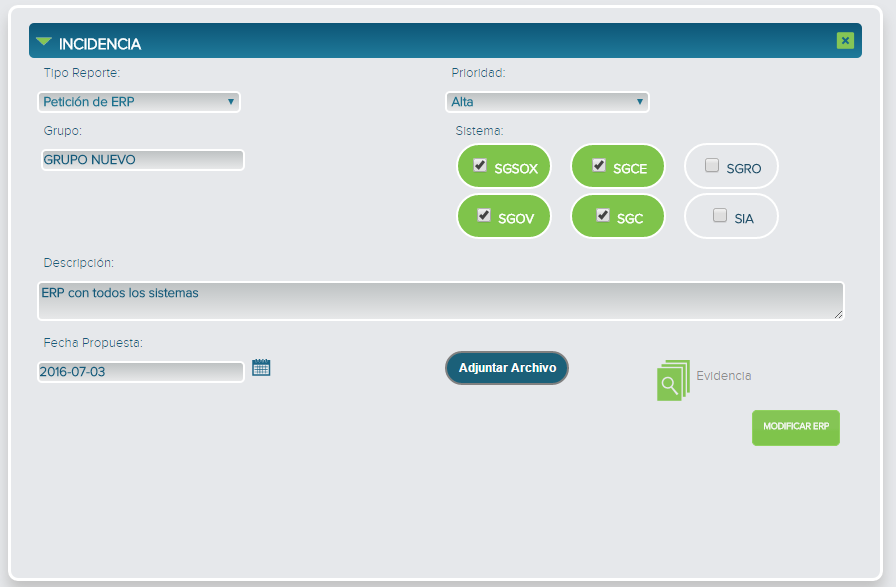 INCIDENCIA
Tipo Reporte:
Prioridad:
Petición de ERP
Alta
Grupo:
Sistema:
GRUPO NUEVO
SGSOX
SGCE
SGRO
SGOV
SGC
SIA
Descripción:
ERP con todos los sistemas
Fecha Propuesta:
2016-07-03
Adjuntar Archivo
Evidencia
MODIFICAR ERP